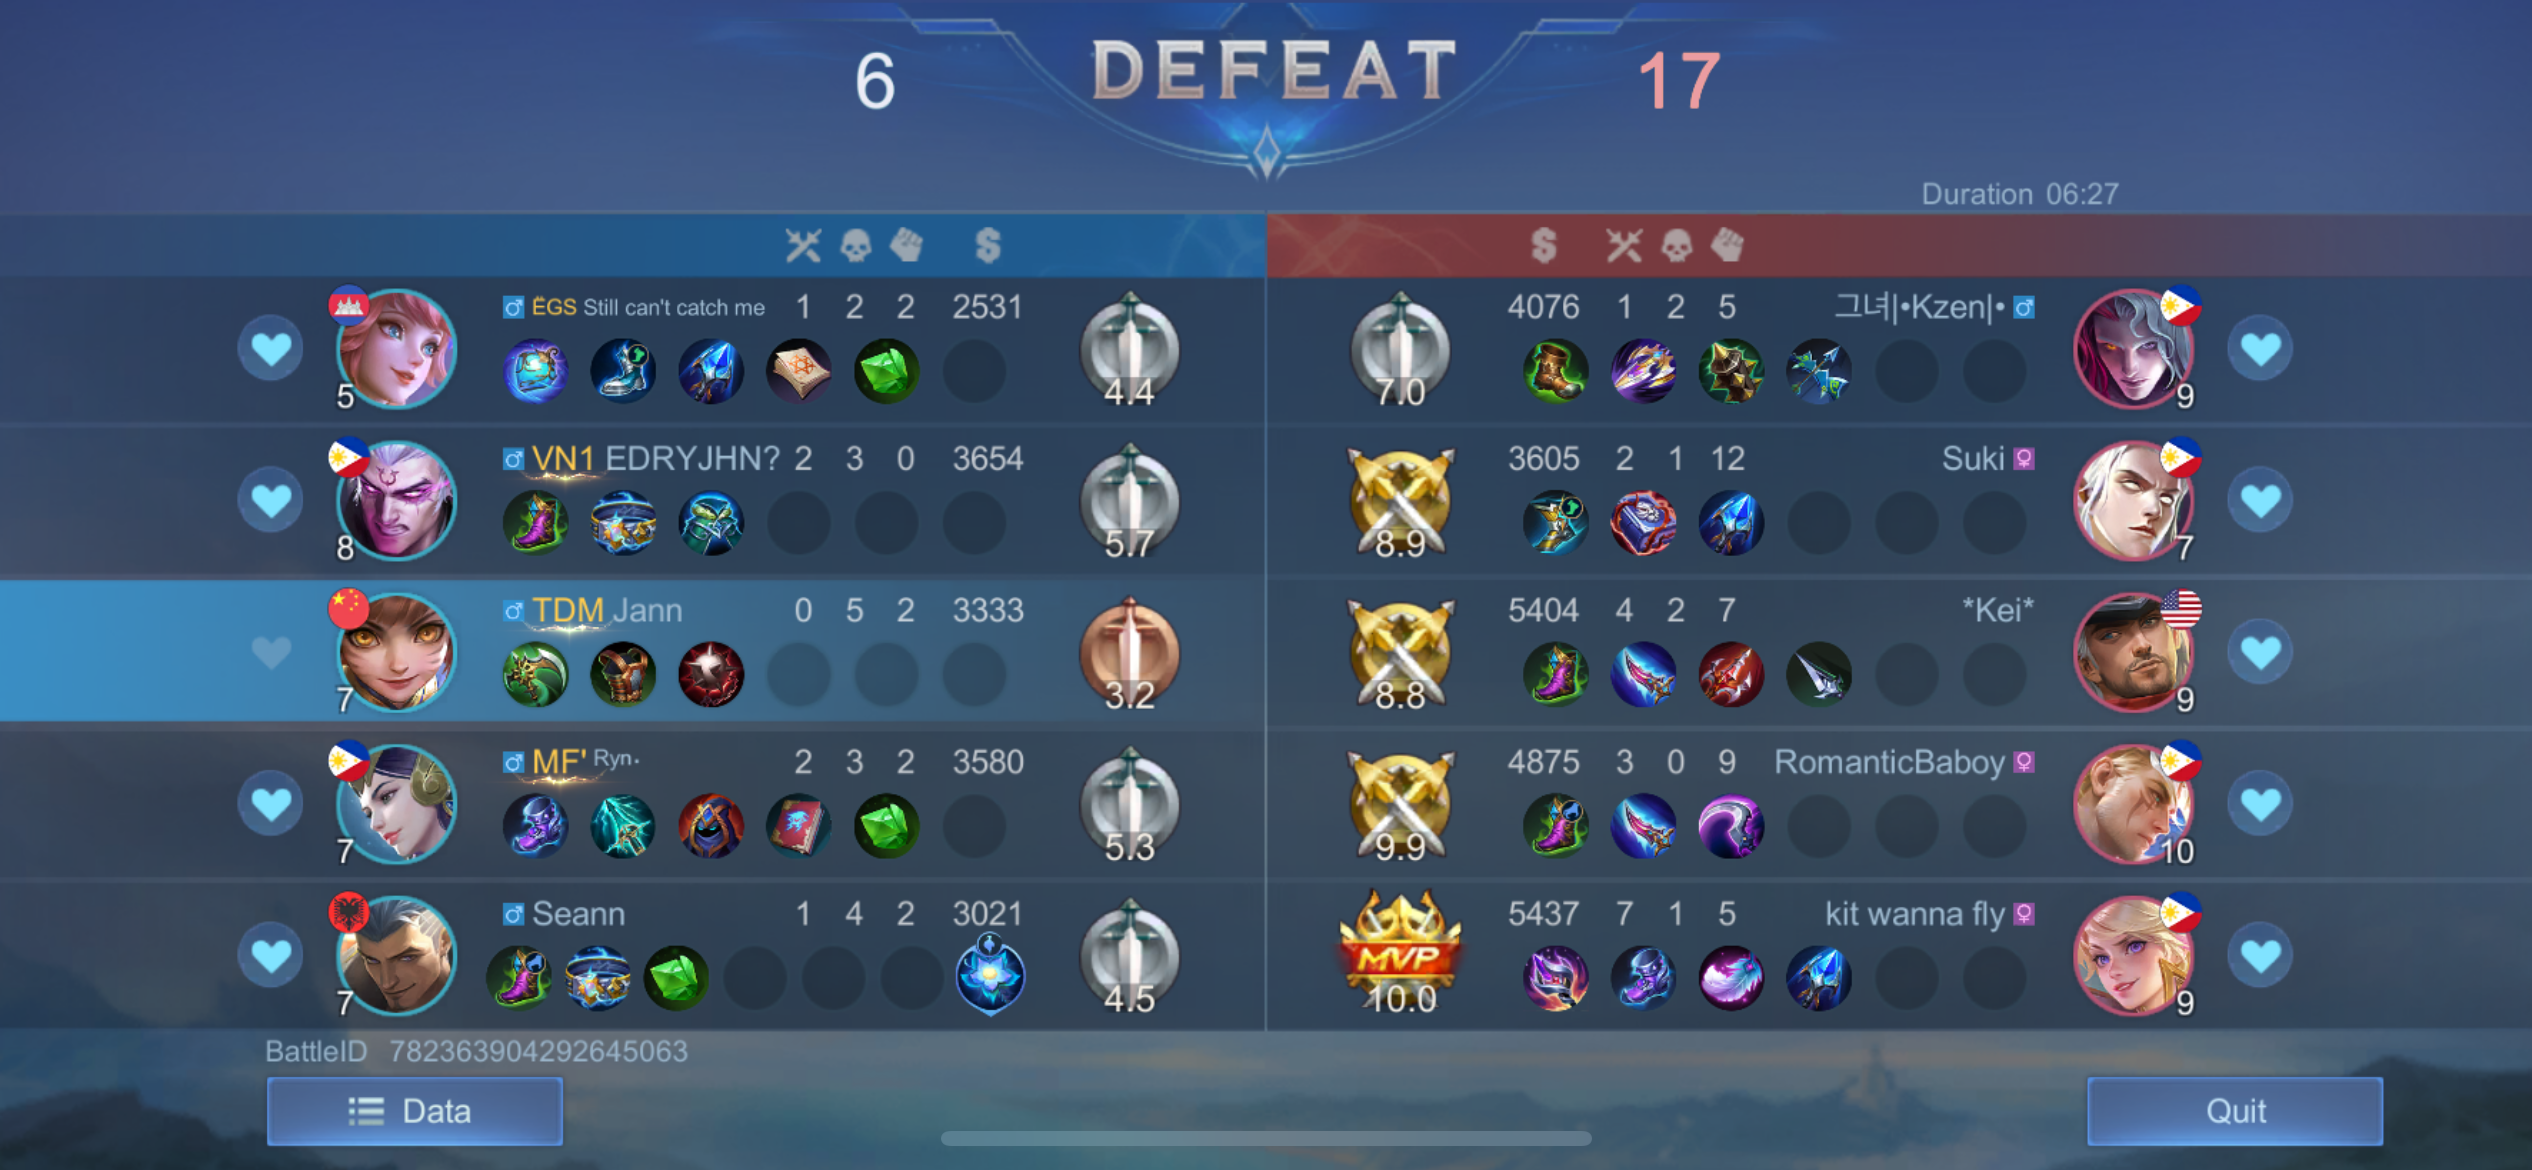 6 DEFEAT 17
Duration 06:27
5 ËGS Still can't catch me 1 2 2 2531 4.4
7.0 4076 1 2 5 그녀|•Kzen|• 9
8 VN1 EDRYJHN? 2 3 0 3654 5.7
8.9 3605 2 1 12 Suki 7
7 TDM Jann 0 5 2 3333 3.2
8.8 5404 4 2 7 *Kei* 9
7 MF' Ryn· 2 3 2 3580 5.3
9.9 4875 3 0 9 RomanticBaboy 10
7 Seann 1 4 2 3021 4.5
MVP 10.0 5437 7 1 5 kit wanna fly 9
BattleID 782363904292645063
Data
Quit